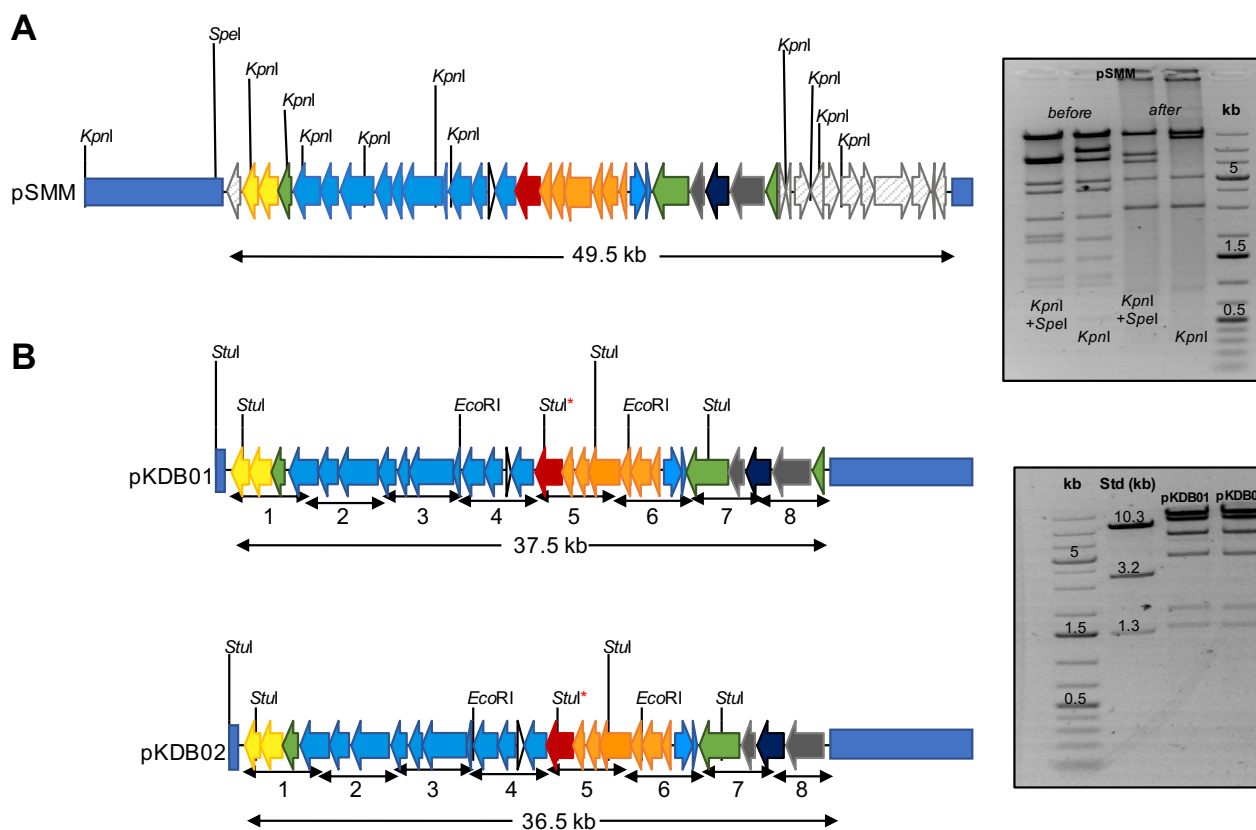 A
SpeI
KpnI
KpnI
KpnI
KpnI
KpnI
KpnI
KpnI
KpnI
KpnI
KpnI
KpnI
pSMM
49.5 kb
pSMM
before
after
kb
5
1.5
0.5
KpnI
+SpeI
KpnI
KpnI
+SpeI
KpnI
B
StuI
StuI
EcoRI
StuI*
StuI
EcoRI
StuI
pKDB01
1 2 3 4 5 6 7 8
37.5 kb
StuI
StuI
EcoRI
StuI*
StuI
EcoRI
StuI
pKDB02
1 2 3 4 5 6 7 8
36.5 kb
kb
Std (kb)
pKDB01
10.3
5
3.2
1.5
1.3
0.5